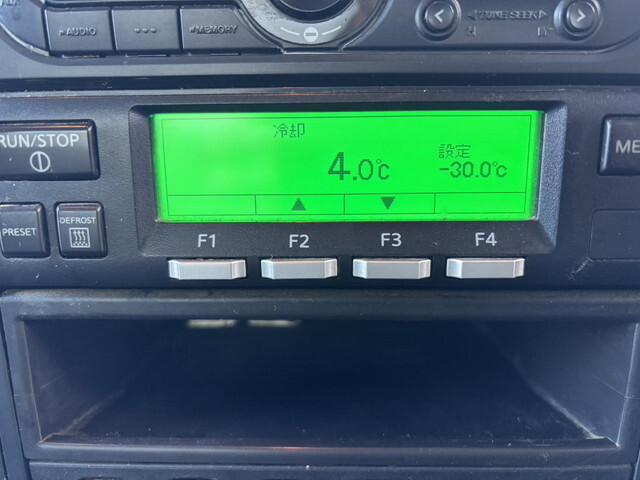 AUDIO
MEMORY
TUNE/SEEK
RUN/STOP
冷却
設定
4.0℃
-30.0℃
ME
▲
▼
PRESET
DEFROST
F1
F2
F3
F4